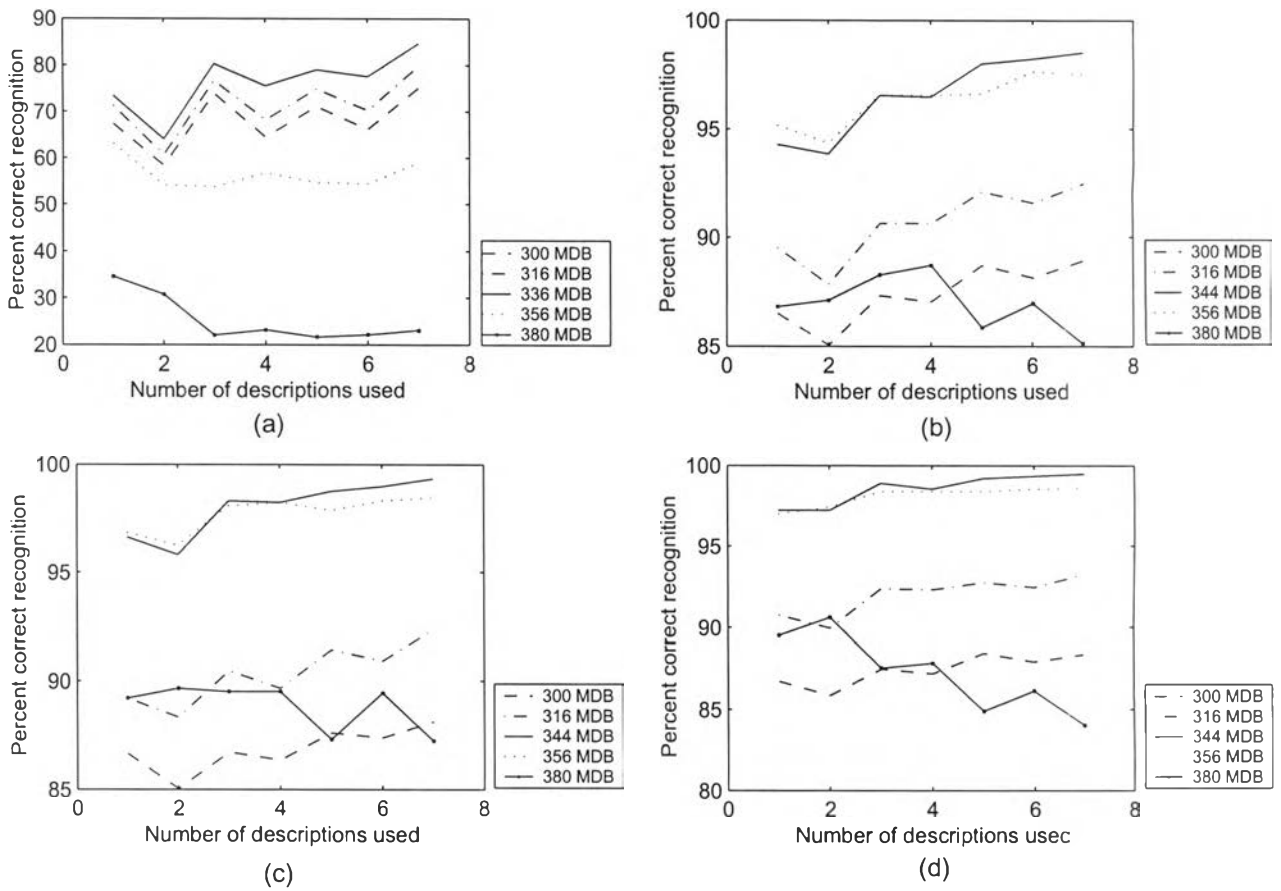 90
80
70
60
50
40
30
20
0
2
4
6
8
Percent correct recognition
Number of descriptions used
300 MDB
316 MDB
336 MDB
356 MDB
380 MDB
(a)
100
95
90
85
0
2
4
6
8
Percent correct recognition
Number of descriptions used
300 MDB
316 MDB
344 MDB
356 MDB
380 MDB
(b)
100
95
90
85
0
2
4
6
8
Percent correct recognition
Number of descriptions used
300 MDB
316 MDB
344 MDB
356 MDB
380 MDB
(c)
100
95
90
85
80
0
2
4
6
8
Percent correct recognition
Number of descriptions usec
300 MDB
316 MDB
344 MDB
356 MDB
380 MDB
(d)